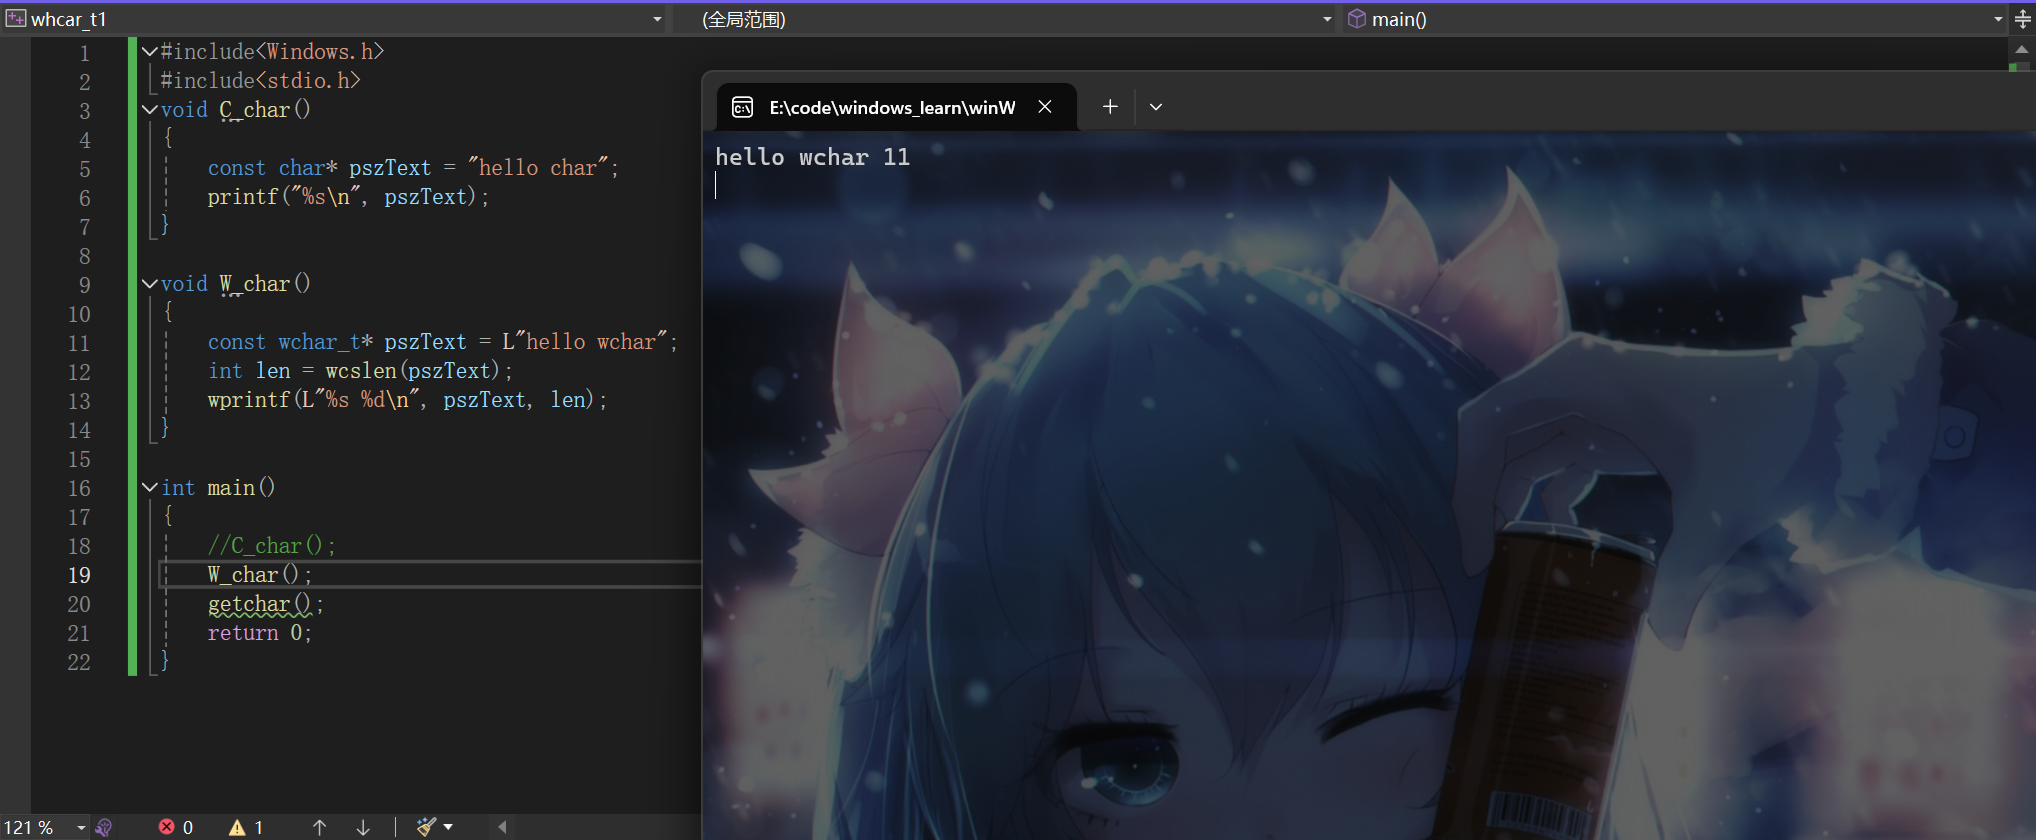 whcar_t1
(全局范围)
main()
1 #include<Windows.h>
2 #include<stdio.h>
3 void C_char()
4 {
5 const char* pszText = "hello char";
6 printf("%s\n", pszText);
7 }
8
9 void W_char()
10 {
11 const wchar_t* pszText = L"hello wchar";
12 int len = wcslen(pszText);
13 wprintf(L"%s %d\n", pszText, len);
14 }
15
16 int main()
17 {
18 //C_char();
19 W_char();
20 getchar();
21 return 0;
22 }
E:\code\windows_learn\winW
hello wchar 11
121 %
0
1